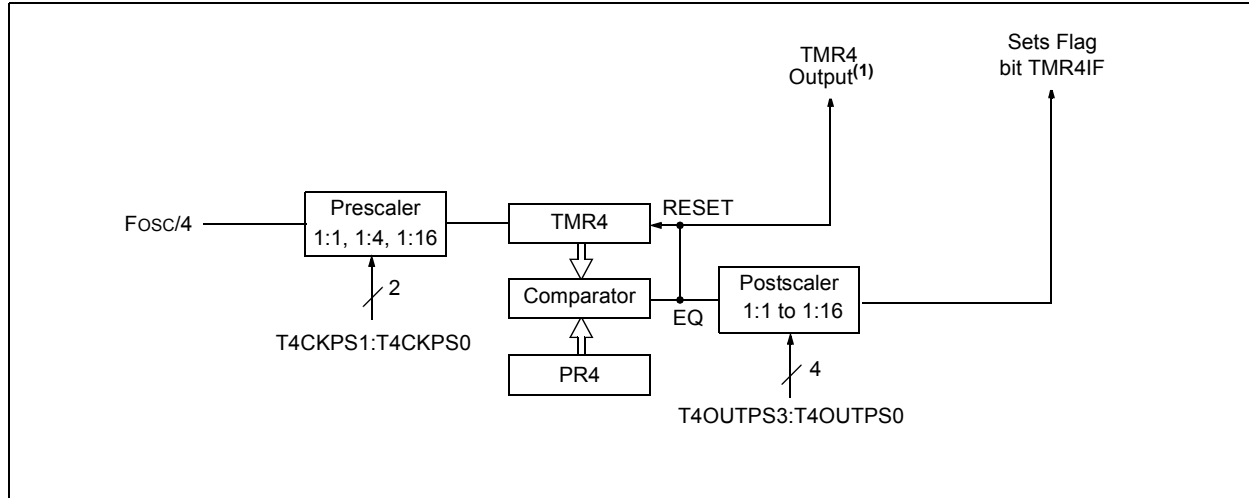 TMR4
Output(1)
Sets Flag
bit TMR4IF
FOSC/4
Prescaler
1:1, 1:4, 1:16
TMR4
RESET
2
T4CKPS1:T4CKPS0
Comparator
EQ
Postscaler
1:1 to 1:16
PR4
4
T4OUTPS3:T4OUTPS0